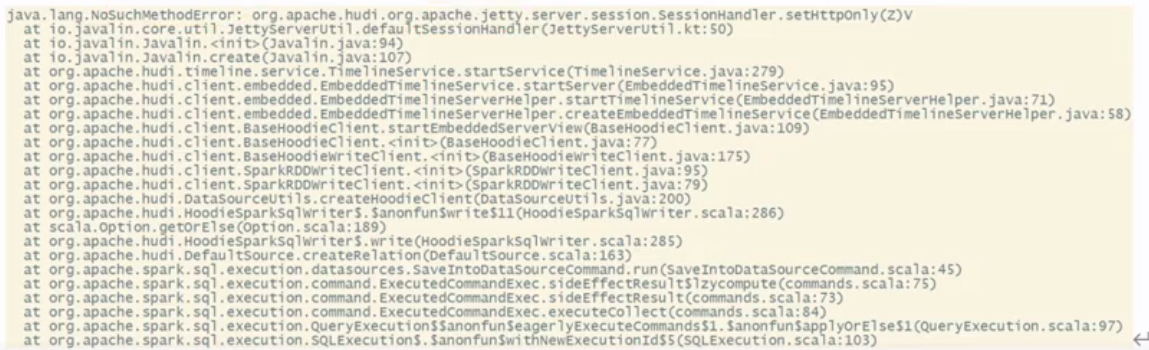 java.lang.NoSuchMethodError: org.apache.hudi.org.apache.jetty.server.session.SessionHandler.setHttpOnly(Z)V
at io.javalin.core.util.JettyServerUtil.defaultSessionHandler(JettyServerUtil.kt:50)
at io.javalin.Javalin.<init>(Javalin.java:94)
at io.javalin.Javalin.create(Javalin.java:107)
at org.apache.hudi.timeline.service.TimelineService.startService(TimelineService.java:279)
at org.apache.hudi.client.embedded.EmbeddedTimelineService.startServer(EmbeddedTimelineService.java:95)
at org.apache.hudi.client.embedded.EmbeddedTimelineServerHelper.startTimelineService(EmbeddedTimelineServerHelper.java:71)
at org.apache.hudi.client.embedded.EmbeddedTimelineServerHelper.createEmbeddedTimelineService(EmbeddedTimelineServerHelper.java:58)
at org.apache.hudi.client.BaseHoodieClient.startEmbeddedServerView(BaseHoodieClient.java:109)
at org.apache.hudi.client.BaseHoodieClient.<init>(BaseHoodieClient.java:77)
at org.apache.hudi.client.BaseHoodieWriteClient.<init>(BaseHoodieWriteClient.java:175)
at org.apache.hudi.client.SparkRDDWriteClient.<init>(SparkRDDWriteClient.java:95)
at org.apache.hudi.client.SparkRDDWriteClient.<init>(SparkRDDWriteClient.java:79)
at org.apache.hudi.DataSourceUtils.createHoodieClient(DataSourceUtils.java:200)
at org.apache.hudi.HoodieSparkSqlWriter$.$anonfun$write$11(HoodieSparkSqlWriter.scala:286)
at scala.Option.getOrElse(Option.scala:189)
at org.apache.hudi.HoodieSparkSqlWriter$.write(HoodieSparkSqlWriter.scala:285)
at org.apache.hudi.DefaultSource.createRelation(DefaultSource.scala:163)
at org.apache.spark.sql.execution.datasources.SaveIntoDataSourceCommand.run(SaveIntoDataSourceCommand.scala:45)
at org.apache.spark.sql.execution.command.ExecutedCommandExec.sideEffectResult$lzycompute(commands.scala:75)
at org.apache.spark.sql.execution.command.ExecutedCommandExec.sideEffectResult(commands.scala:73)
at org.apache.spark.sql.execution.command.ExecutedCommandExec.executeCollect(commands.scala:84)
at org.apache.spark.sql.execution.QueryExecution$$anonfun$eagerlyExecuteCommands$1.$anonfun$applyOrElse$1(QueryExecution.scala:97)
at org.apache.spark.sql.execution.SQLExecution$.$anonfun$withNewExecutionId$5(SQLExecution.scala:103)